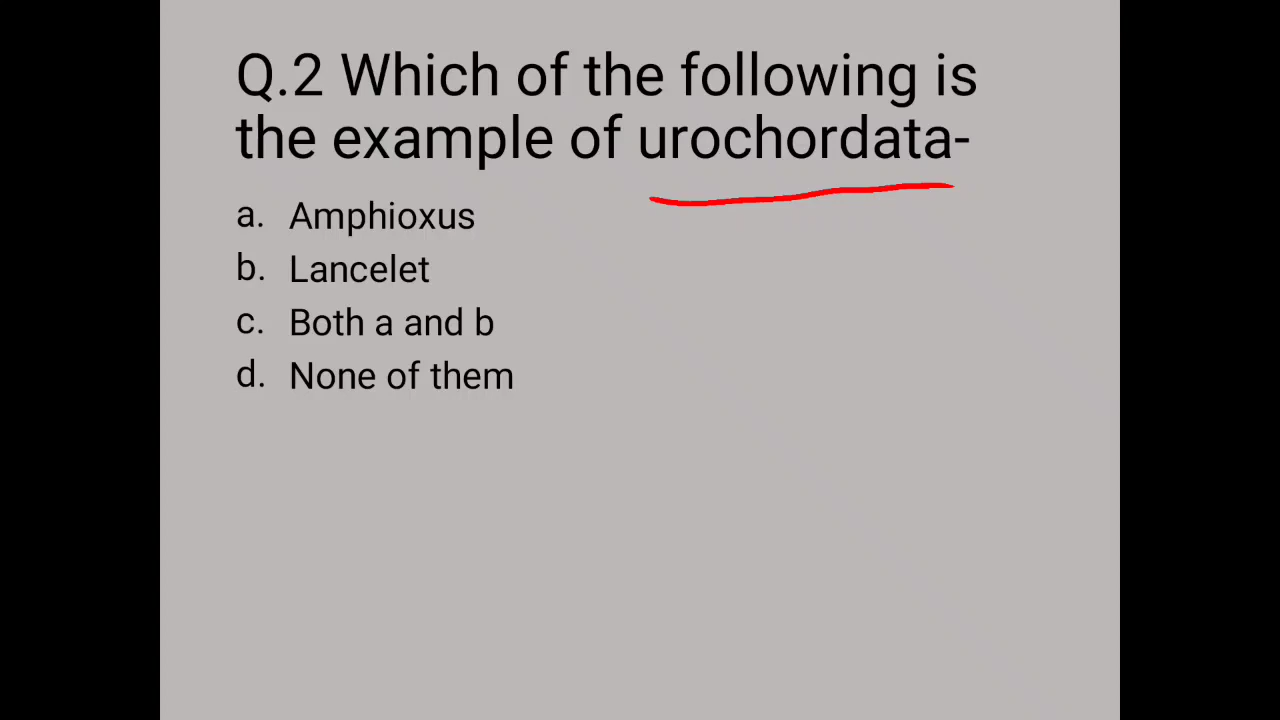 Q.2 Which of the following is
the example of urochordata-
a. Amphioxus
b. Lancelet
c. Both a and b
d. None of them